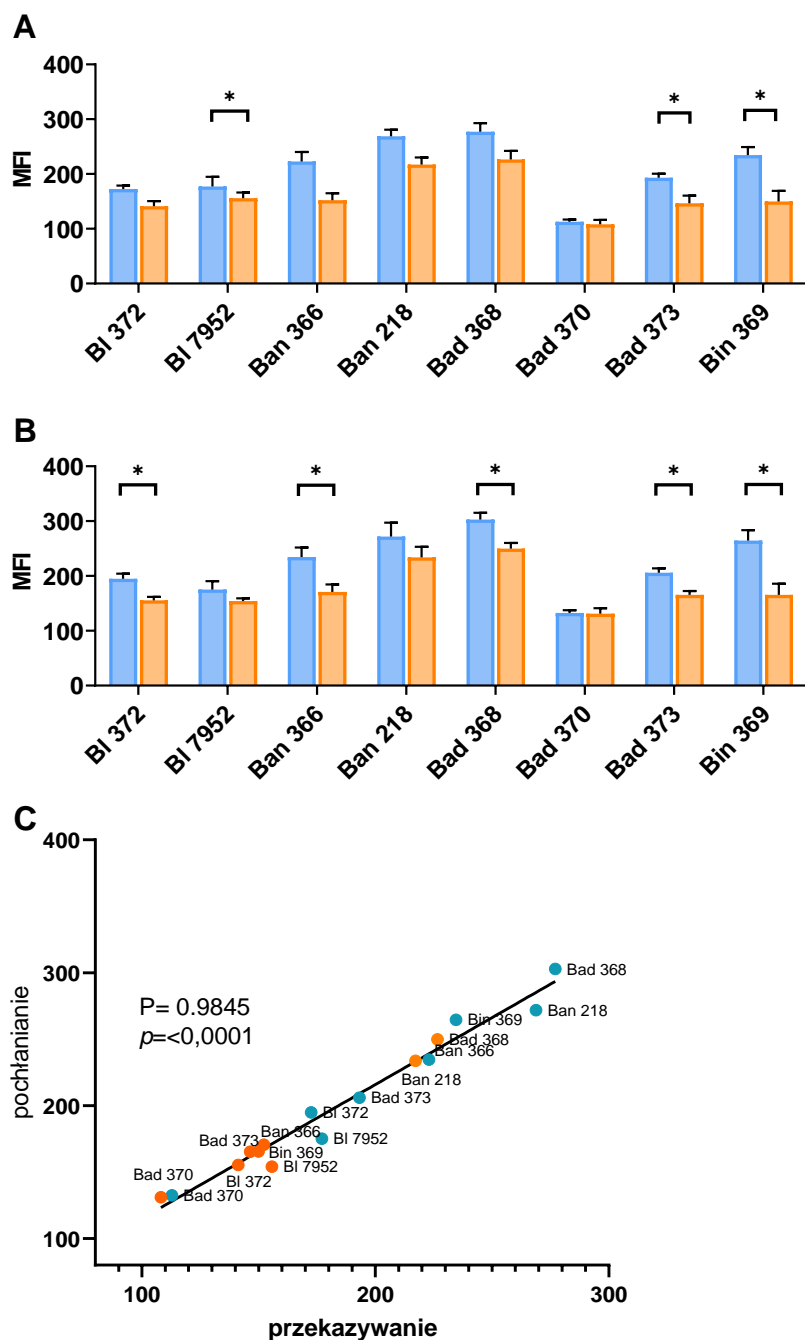 A
400
300
200
100
0
MFI
* * *
Bl 372 Bl 7952 Ban 366 Ban 218 Bad 368 Bad 370 Bad 373 Bin 369
B
400
300
200
100
0
MFI
* * * * *
Bl 372 Bl 7952 Ban 366 Ban 218 Bad 368 Bad 370 Bad 373 Bin 369
C
400
300
200
100
pochłanianie
P= 0.9845
p=<0,0001
Bad 368
Bin 369
Ban 218
Bad 368
Ban 366
Ban 218
Bad 373
Bl 372
Ban 366
Bad 373
Bl 7952
Bin 369
Bl 7952
Bl 372
Bad 370
Bad 370
100 200 300
przekazywanie